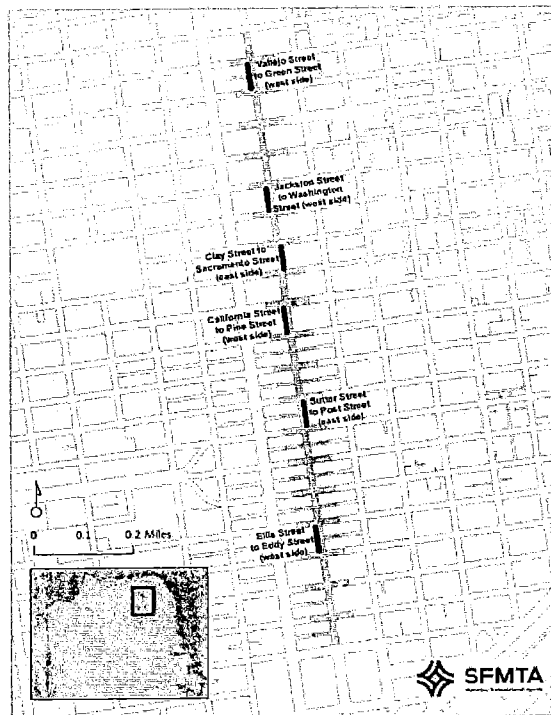 Vallejo Street
to Green Street
(west side)
Jackston Street
to Washington
Street (west side)
Clay Street to
Sacramento Street
(east side)
California Street
to Pine Street
(west side)
Sutter Street
to Post Street
(east side)
Ellis Street
to Eddy Street
(west side)
0 0.1 0.2 Miles
SFMTA